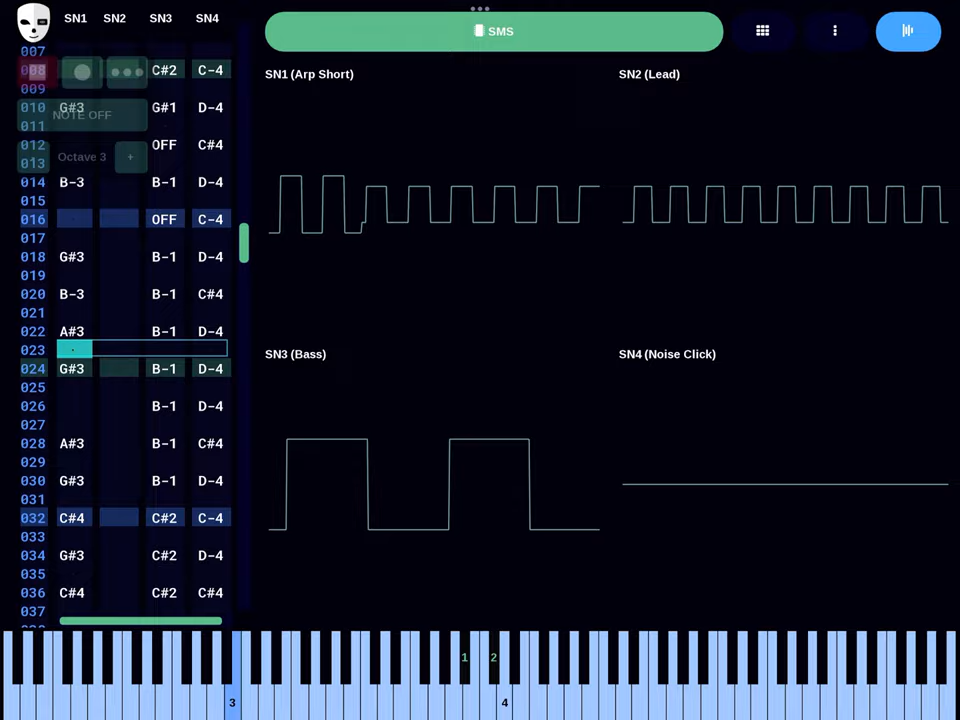 SN1 SN2 SN3 SN4
SMS
007
008 C#2 C-4
009
010 G#3 G#1 D-4
011
NOTE OFF
012 OFF C#4
013
Octave 3 +
014 B-3 B-1 D-4
015
016 OFF C-4
017
018 G#3 B-1 D-4
019
020 B-3 B-1 C#4
021
022 A#3 B-1 D-4
023
024 G#3 B-1 D-4
025
026 B-1 D-4
027
028 A#3 B-1 C#4
029
030 G#3 B-1 D-4
031
032 C#4 C#2 C-4
033
034 G#3 C#2 D-4
035
036 C#4 C#2 C#4
037
SN1 (Arp Short)
SN2 (Lead)
SN3 (Bass)
SN4 (Noise Click)
1 2
3 4